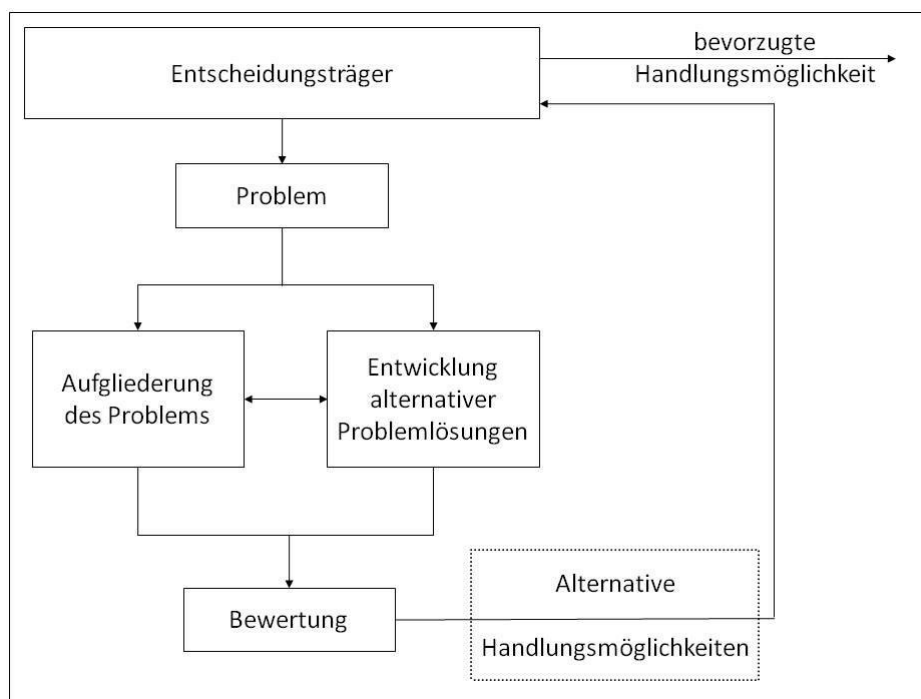 Entscheidungsträger
bevorzugte
Handlungsmöglichkeit
Problem
Aufgliederung
des Problems
Entwicklung
alternativer
Problemlösungen
Bewertung
Alternative
Handlungsmöglichkeiten